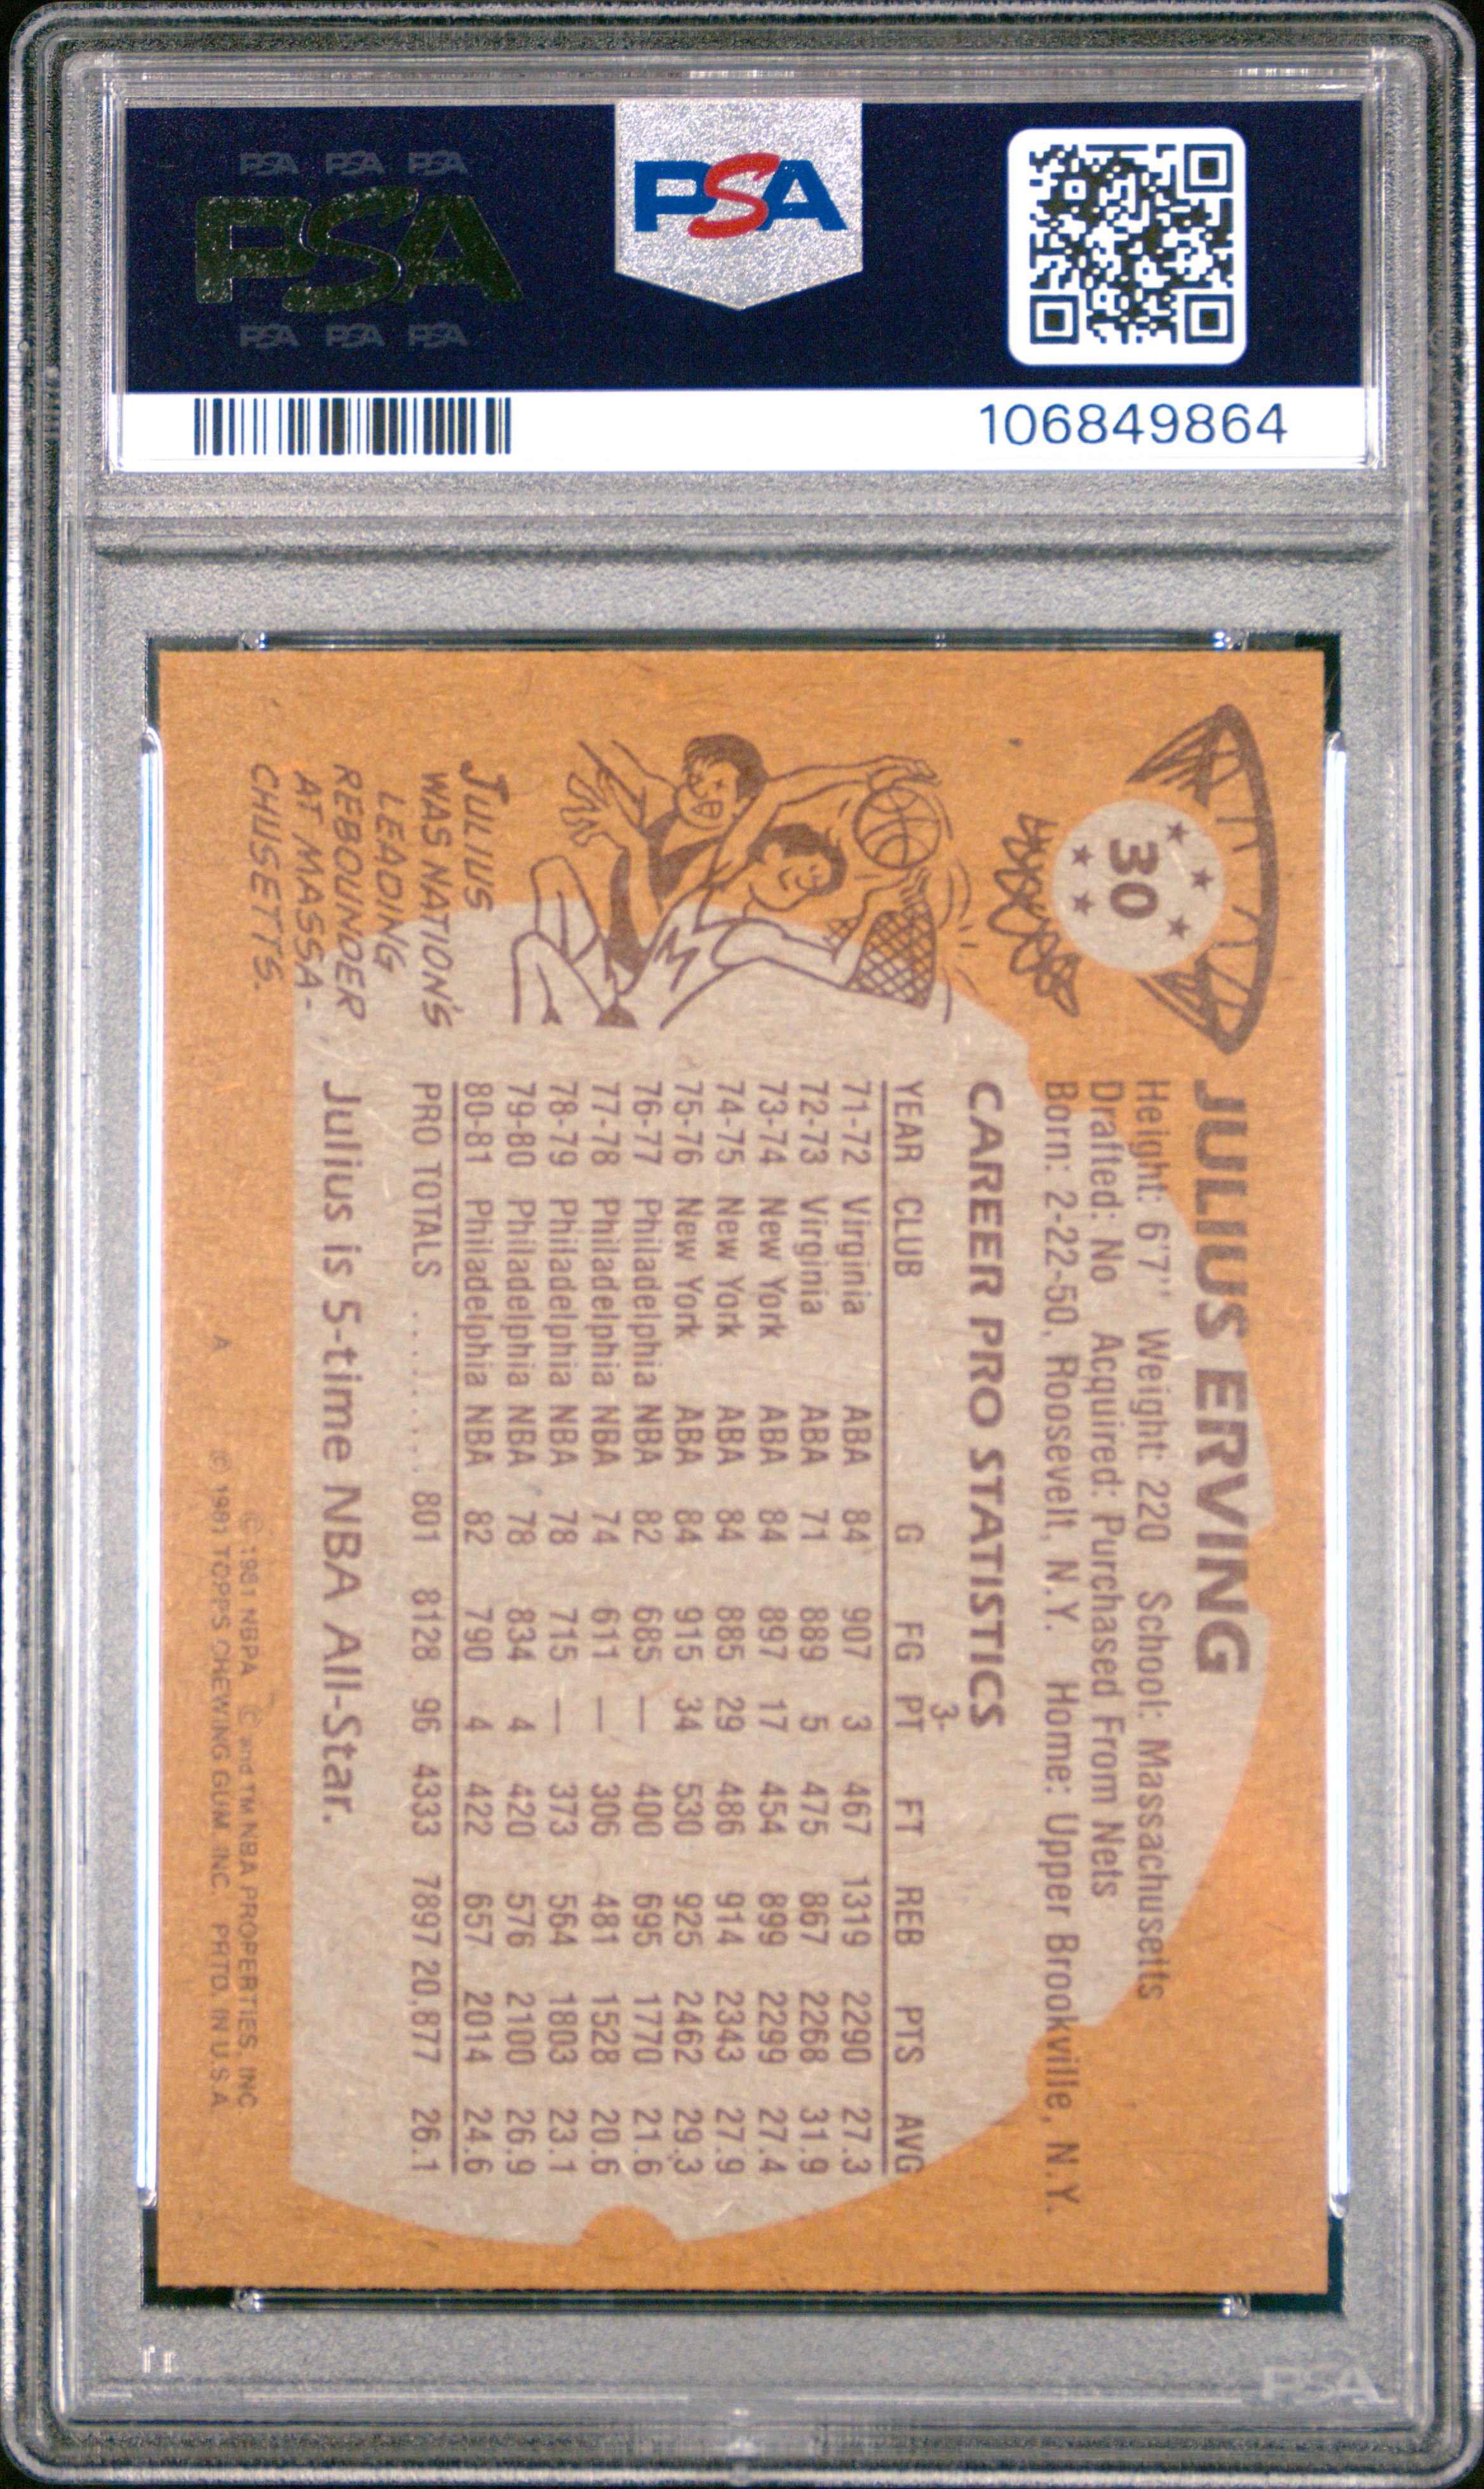 PSA PSA PSA
PSA
PSA PSA PSA
PSA
106849864
30
JULIUS ERVING
Height: 6'7'' Weight: 220 School: Massachusetts
Drafted: No Acquired: Purchased From Nets
Born: 2-22-50, Roosevelt, N.Y. Home: Upper Brookville, N.Y.
CAREER PRO STATISTICS
YEAR CLUB G FG 3-PT FT REB PTS AVG
71-72 Virginia ABA 84 907 3 467 1319 2290 27.3
72-73 Virginia ABA 71 889 5 475 867 2268 31.9
73-74 New York ABA 84 897 17 454 899 2299 27.4
74-75 New York ABA 84 885 29 486 914 2343 27.9
75-76 New York ABA 84 915 34 530 925 2462 29.3
76-77 Philadelphia NBA 82 685 — 400 695 1770 21.6
77-78 Philadelphia NBA 74 611 — 306 481 1528 20.6
78-79 Philadelphia NBA 78 715 — 373 564 1803 23.1
79-80 Philadelphia NBA 78 834 4 420 576 2100 26.9
80-81 Philadelphia NBA 82 790 4 422 657 2014 24.6
PRO TOTALS ........ 801 8128 96 4333 7897 20,877 26.1
Julius is 5-time NBA All-Star.
JULIUS
WAS NATION'S
LEADING
REBOUNDER
AT MASSA-
CHUSETTS.
© 1981 NBPA © and TM NBA PROPERTIES, INC.
A © 1981 TOPPS CHEWING GUM, INC. PRTD. IN U.S.A.
PSA